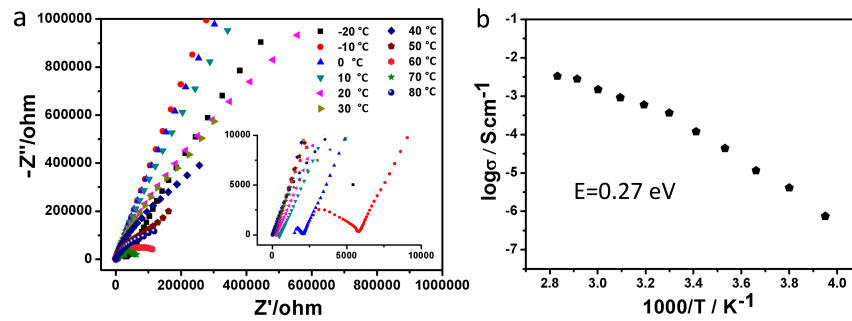 a
-Z''/ohm
1000000
800000
600000
400000
200000
0
0 200000 400000 600000 800000 1000000
Z'/ohm
-20 °C
-10 °C
0 °C
10 °C
20 °C
30 °C
40 °C
50 °C
60 °C
70 °C
80 °C
10000
5000
0
0 5000 10000
b
logσ / S.cm-1
-1
-2
-3
-4
-5
-6
-7
E=0.27 eV
2.8 3.0 3.2 3.4 3.6 3.8 4.0
1000/T / K-1